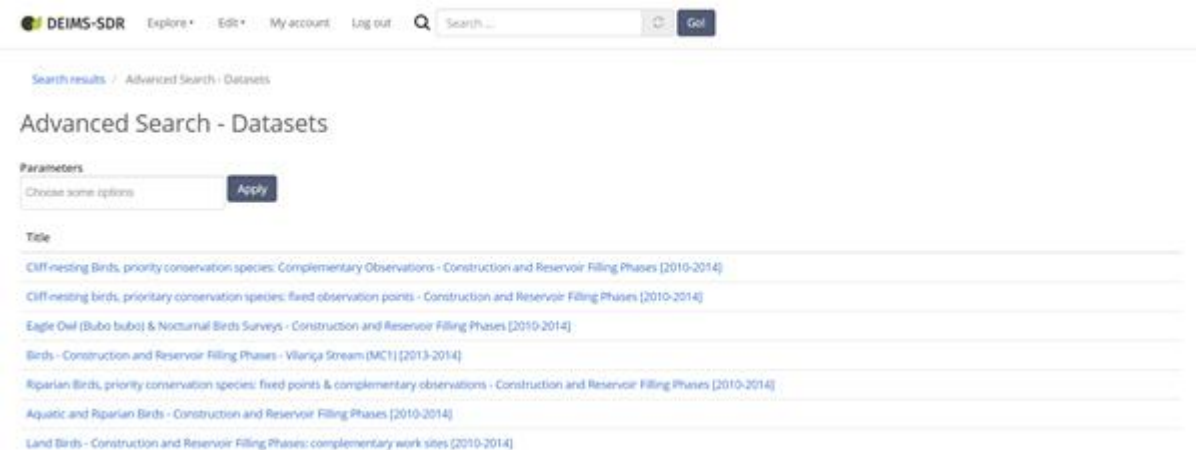 DEIMS-SDR Explore Edit My account Log out Search ... Go!
Search results / Advanced Search - Datasets
Advanced Search - Datasets
Parameters
Choose some options Apply
Title
Cliff-nesting Birds, priority conservation species: Complementary Observations - Construction and Reservoir Filling Phases [2010-2014]
Cliff-nesting birds, prioritary conservation species: fixed observation points - Construction and Reservoir Filling Phases [2010-2014]
Eagle Owl (Bubo bubo) & Nocturnal Birds Surveys - Construction and Reservoir Filling Phases [2010-2014]
Birds - Construction and Reservoir Filling Phases - Vilariça Stream (MC1) [2013-2014]
Riparian Birds, priority conservation species: fixed points & complementary observations - Construction and Reservoir Filling Phases [2010-2014]
Aquatic and Riparian Birds - Construction and Reservoir Filling Phases [2010-2014]
Land Birds - Construction and Reservoir Filling Phases: complementary work sites [2010-2014]